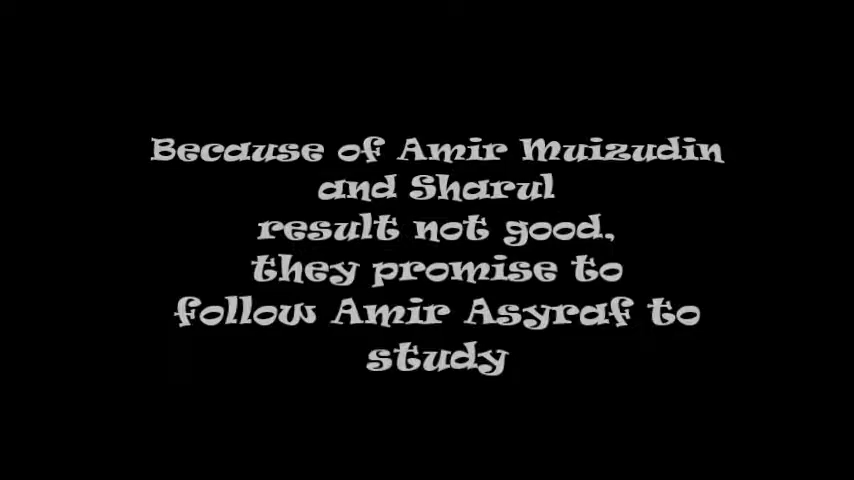 Because of Amir Muizudin
and Sharul
result not good,
they promise to
follow Amir Asyraf to
study